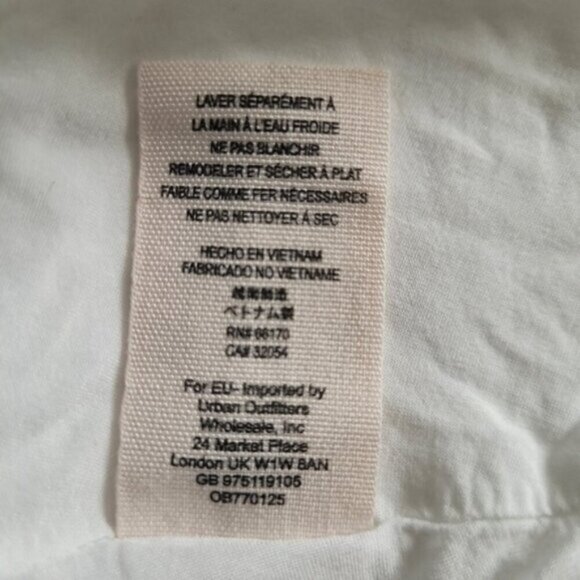 LAVER SÉPARÉMENT À
LA MAIN À L'EAU FROIDE
NE PAS BLANCHIR
REMODELER ET SÉCHER À PLAT
FAIBLE COMME FER NÉCESSAIRES
NE PAS NETTOYER À SEC
HECHO EN VIETNAM
FABRICADO NO VIETNAME
越南製造
ベトナム製
RN# 66170
CA# 32054
For EU- Imported by
Urban Outfitters
Wholesale, Inc
24 Market Place
London UK W1W 8AN
GB 975119105
OB770125